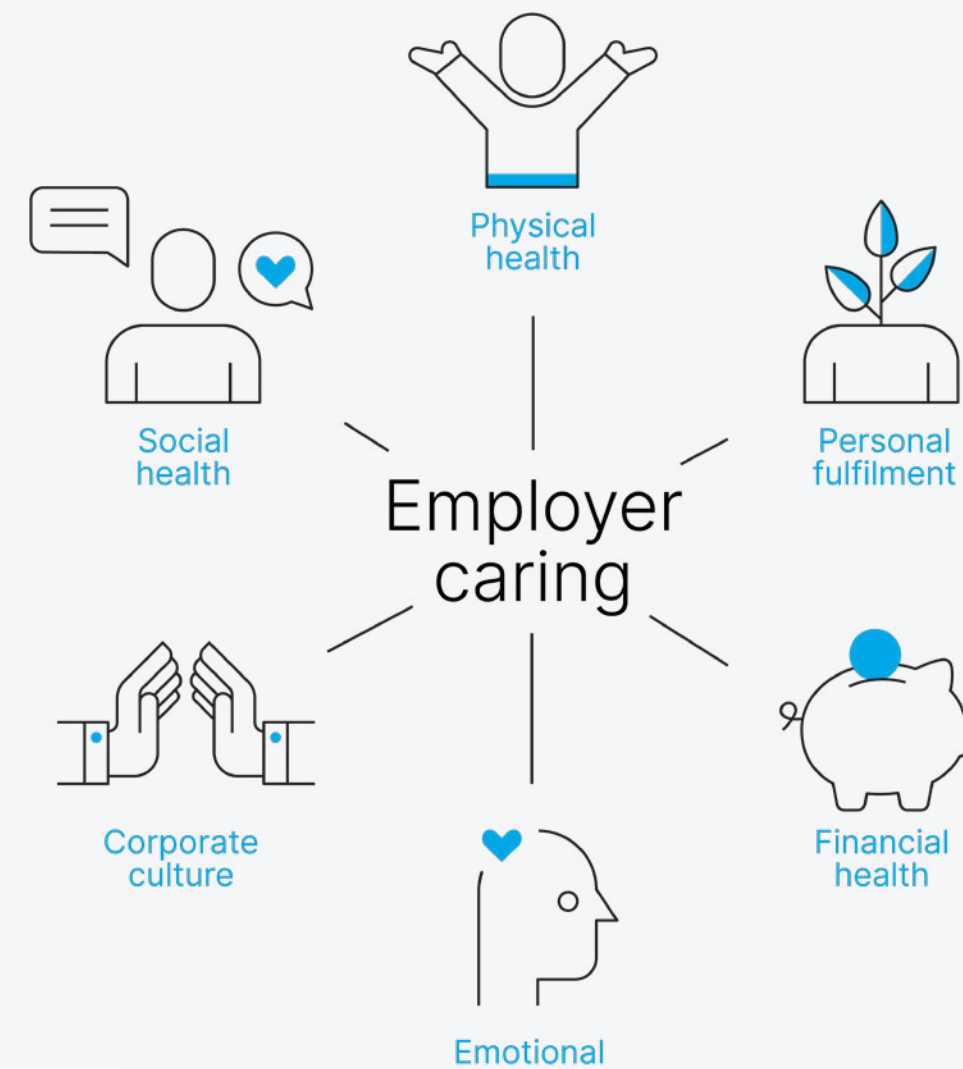 Physical
health
Social
health
Personal
fulfilment
Employer
caring
Corporate
culture
Financial
health
Emotional